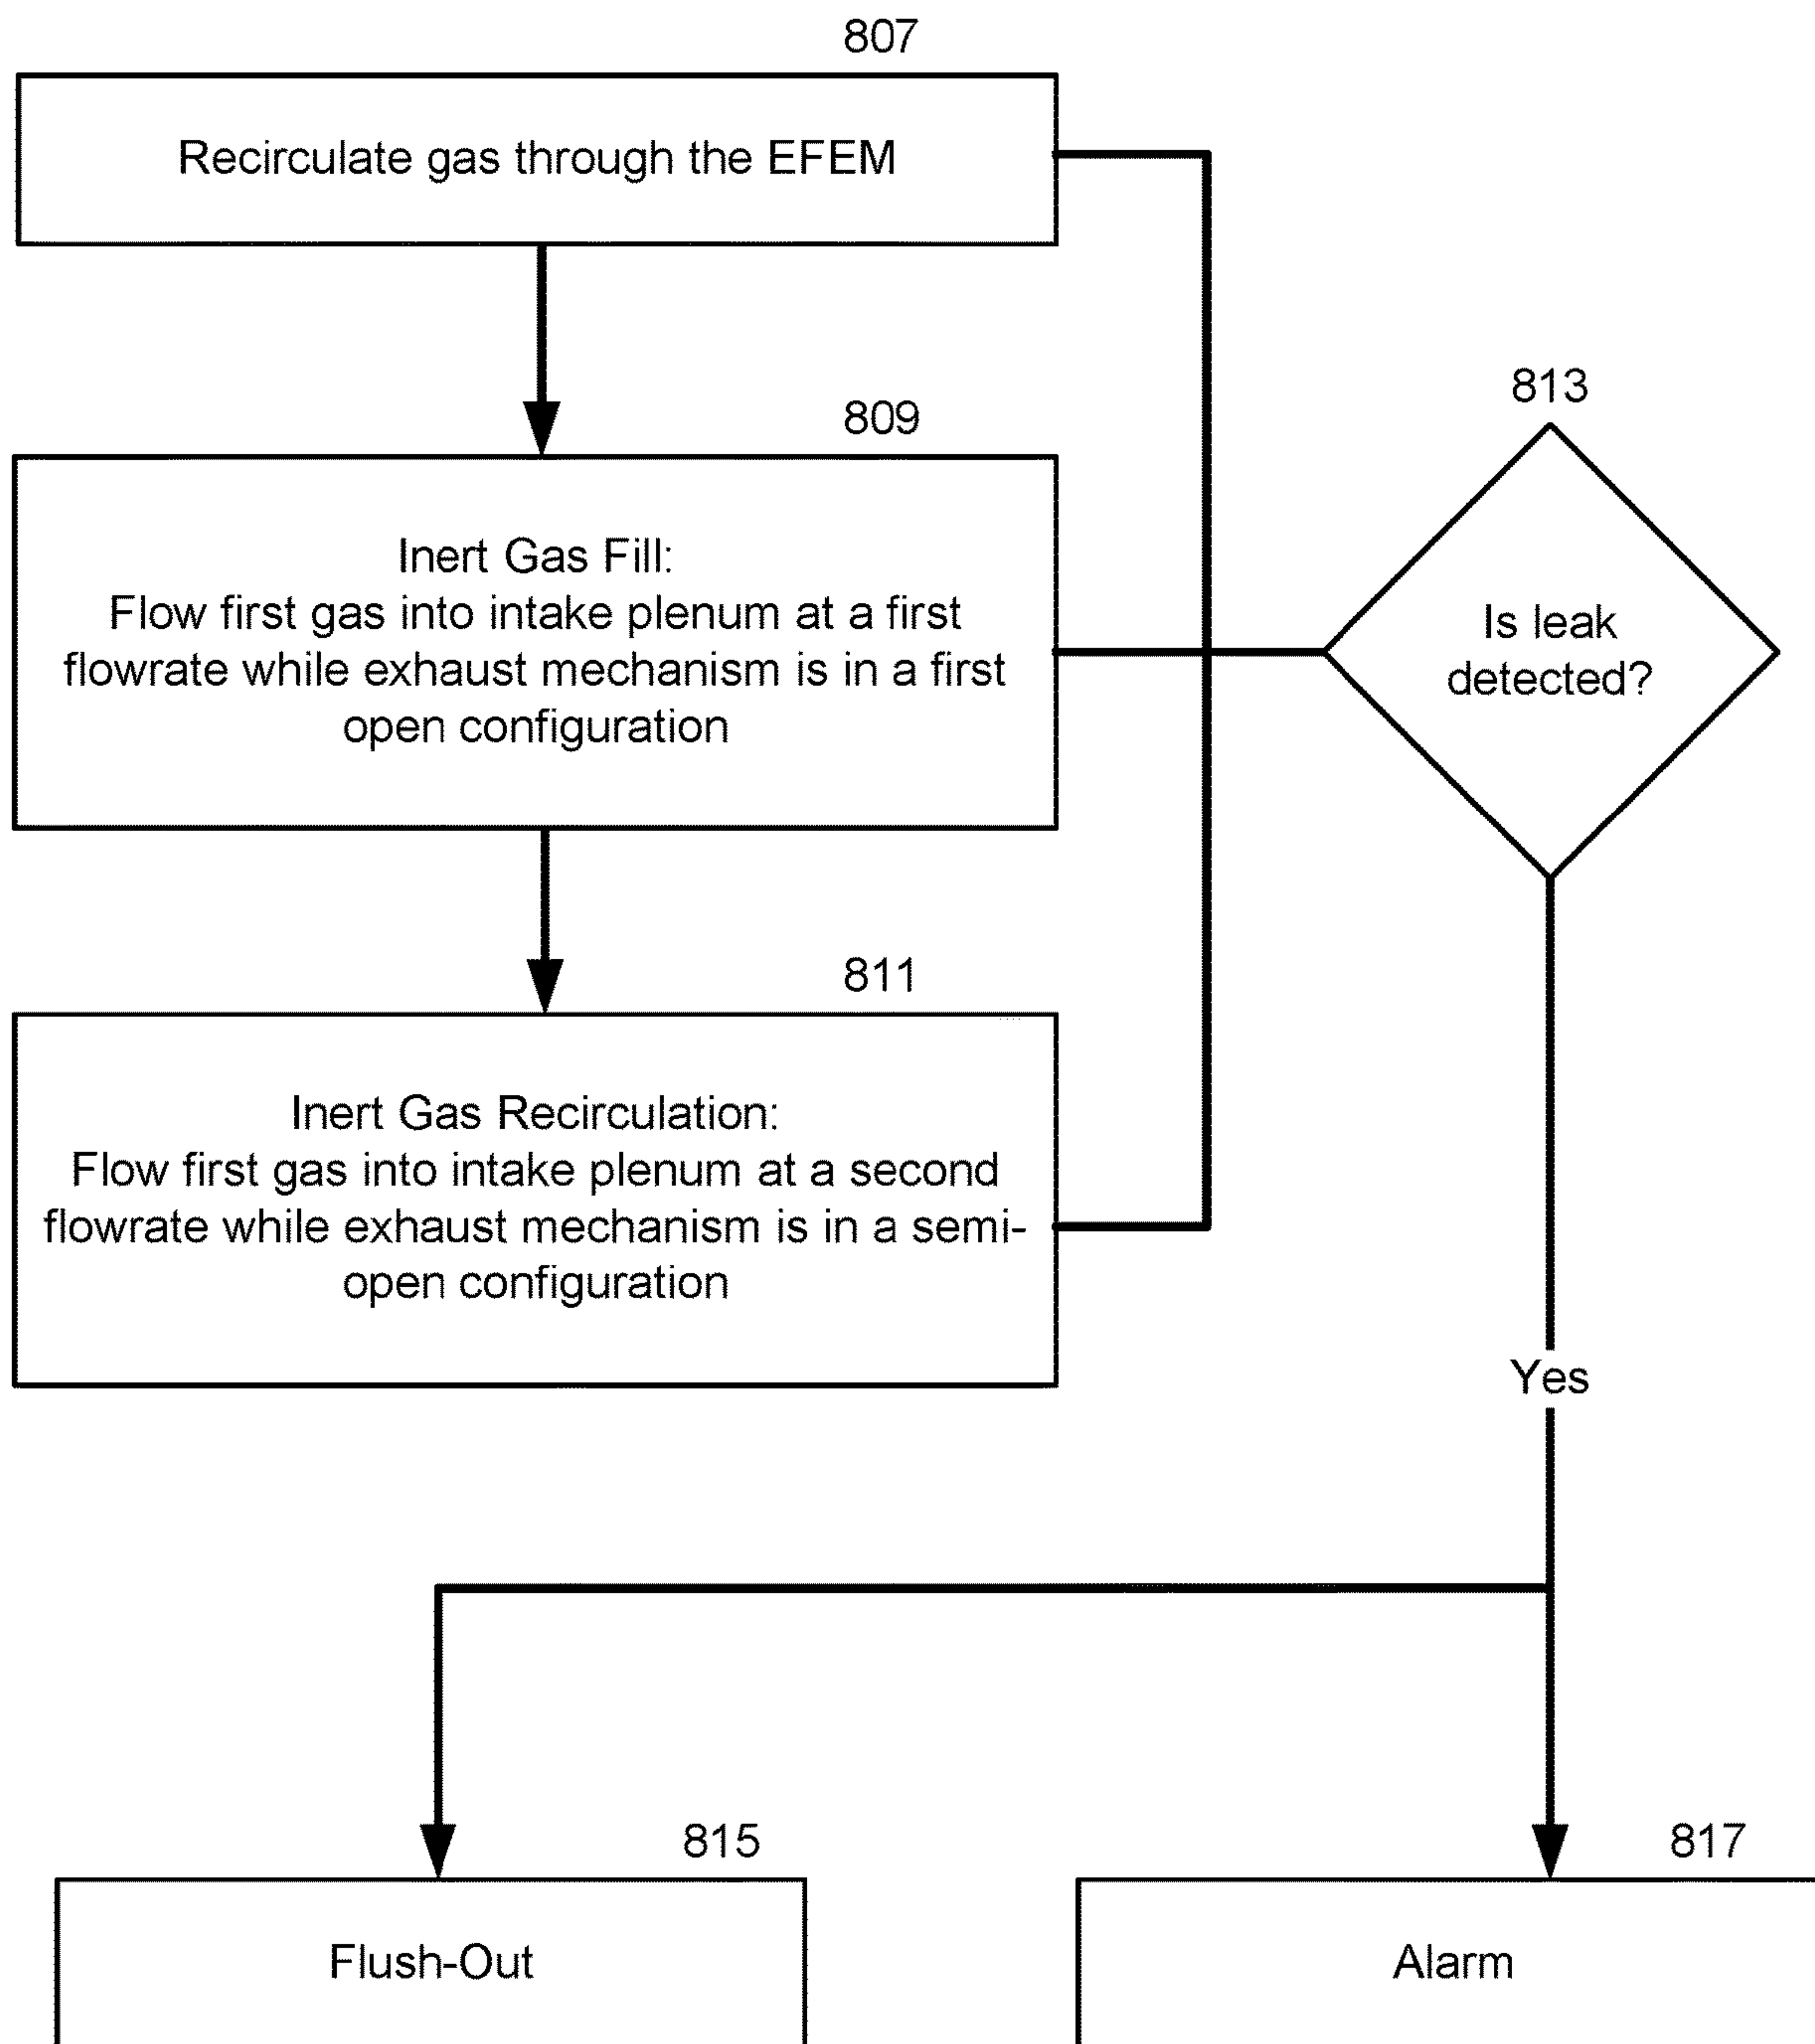 807
Recirculate gas through the EFEM
809
Inert Gas Fill:
Flow first gas into intake plenum at a first
flowrate while exhaust mechanism is in a first
open configuration
813
Is leak
detected?
811
Inert Gas Recirculation:
Flow first gas into intake plenum at a second
flowrate while exhaust mechanism is in a semi-
open configuration
Yes
815
Flush-Out
817
Alarm